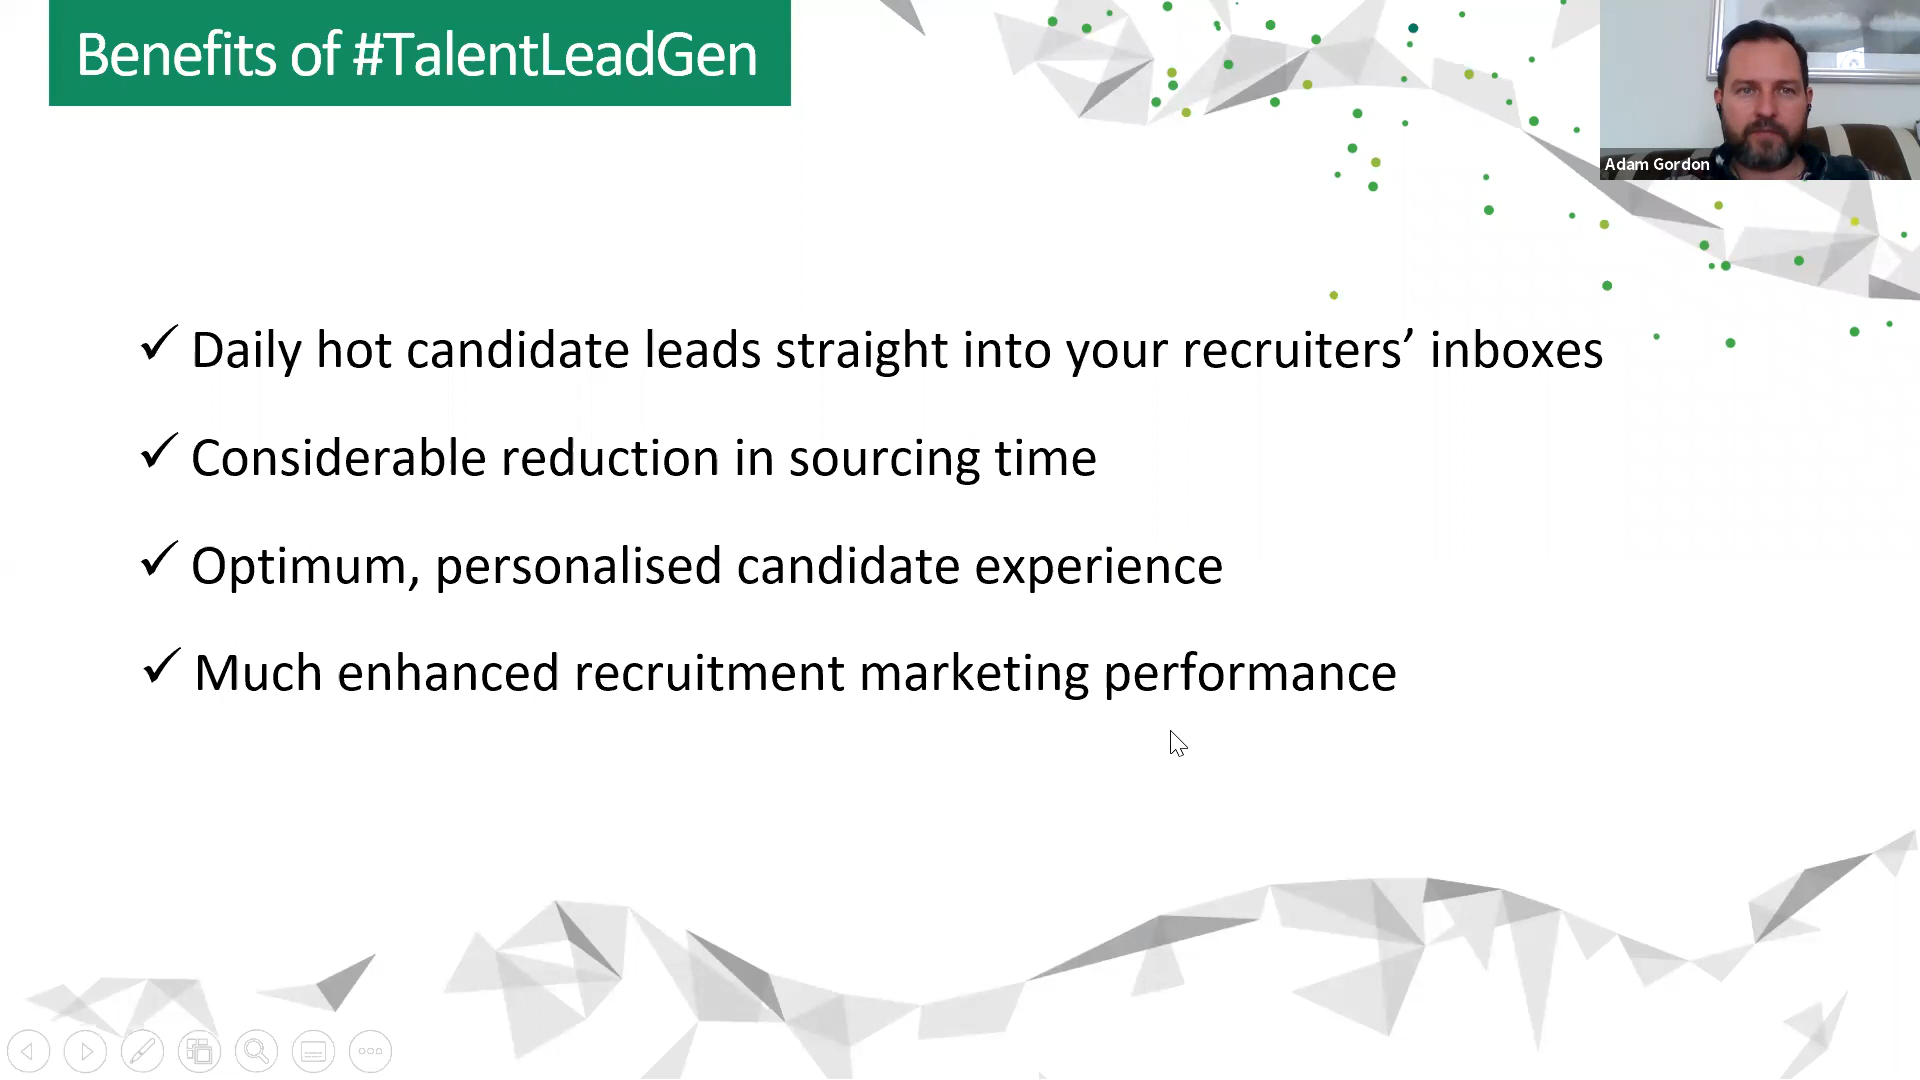 Benefits of #TalentLeadGen
Adam Gordon
✓ Daily hot candidate leads straight into your recruiters’ inboxes
✓ Considerable reduction in sourcing time
✓ Optimum, personalised candidate experience
✓ Much enhanced recruitment marketing performance